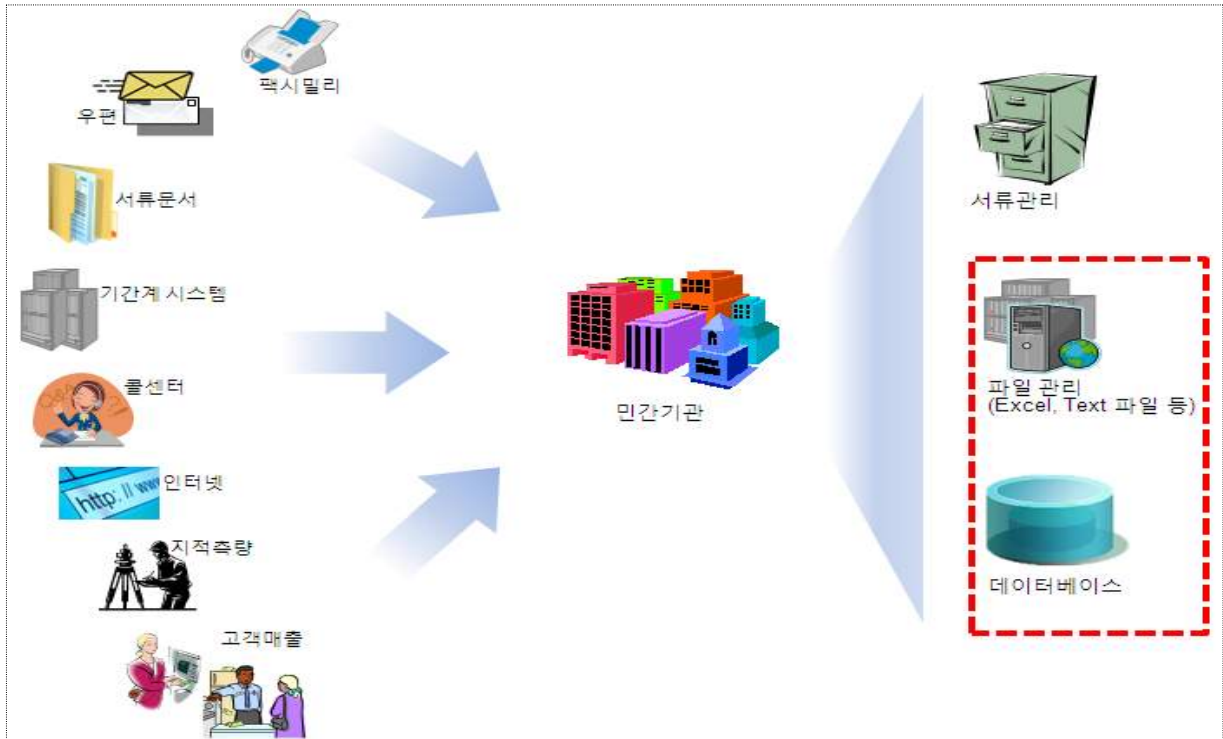 팩시밀리
우편
서류문서
기간계 시스템
콜센터
http: // www
인터넷
지적측량
고객매출
민간기관
서류관리
파일 관리
(Excel, Text 파일 등)
데이터베이스